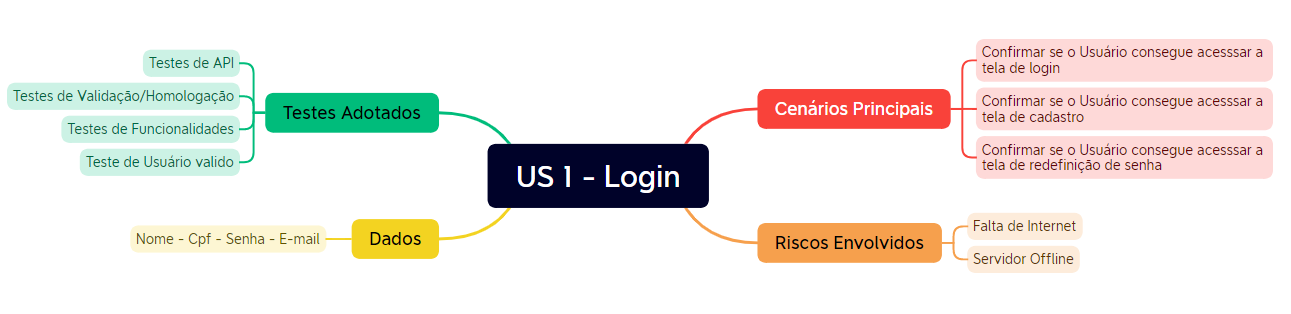 US 1 - Login
Testes Adotados
Testes de API
Testes de Validação/Homologação
Testes de Funcionalidades
Teste de Usuário valido
Dados
Nome - Cpf - Senha - E-mail
Cenários Principais
Confirmar se o Usuário consegue acesssar a
tela de login
Confirmar se o Usuário consegue acesssar a
tela de cadastro
Confirmar se o Usuário consegue acesssar a
tela de redefinição de senha
Riscos Envolvidos
Falta de Internet
Servidor Offline